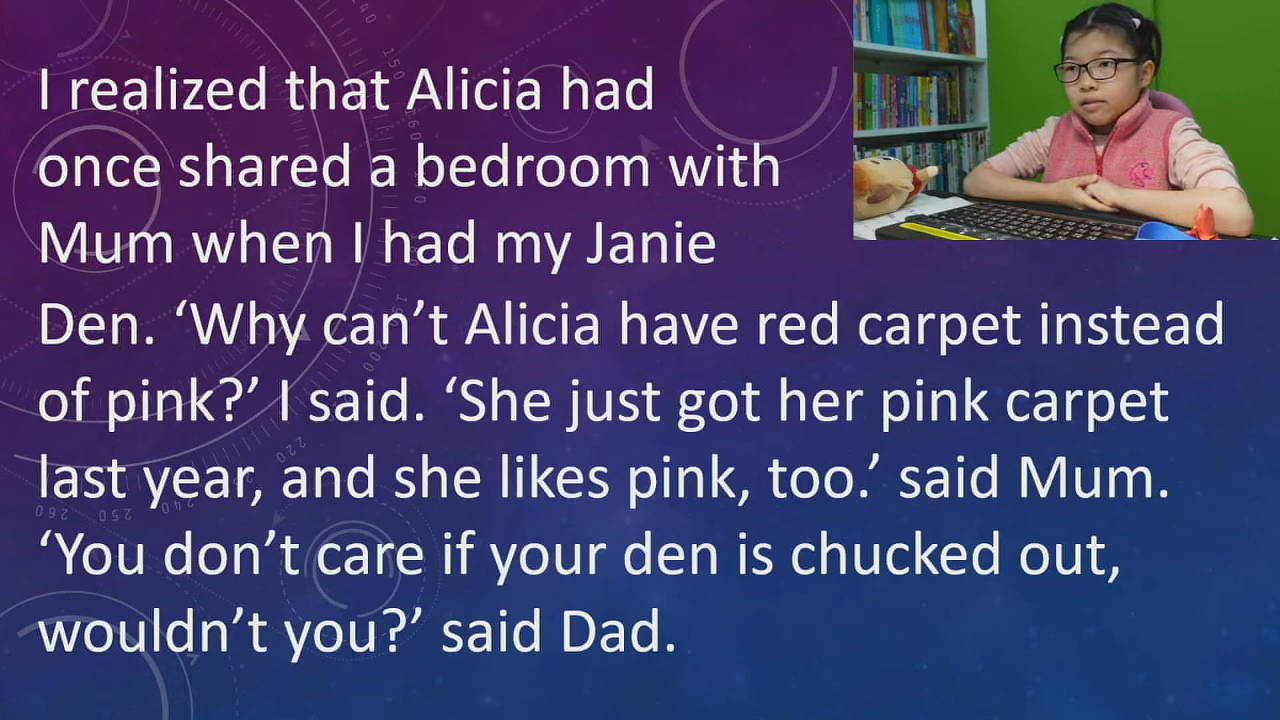 I realized that Alicia had
once shared a bedroom with
Mum when I had my Janie
Den. ‘Why can’t Alicia have red carpet instead
of pink?’ I said. ‘She just got her pink carpet
last year, and she likes pink, too.’ said Mum.
‘You don’t care if your den is chucked out,
wouldn’t you?’ said Dad.